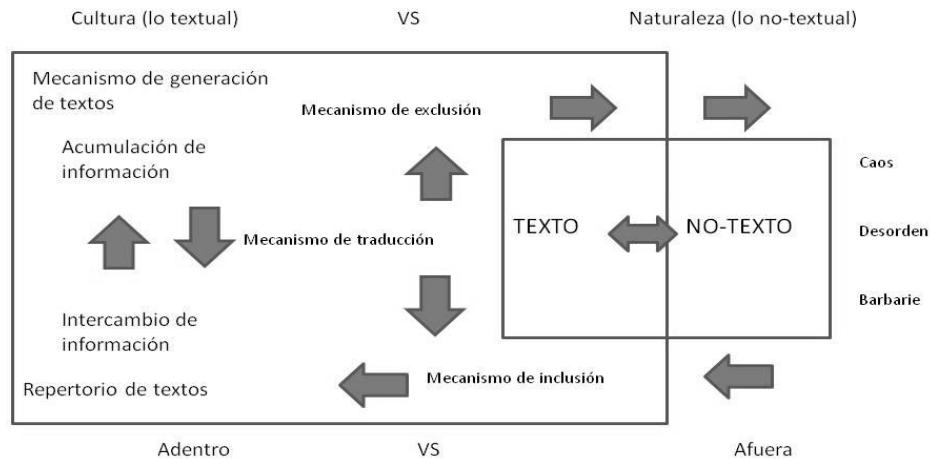 Cultura (lo textual)
VS
Naturaleza (lo no-textual)
Mecanismo de generación
de textos
Mecanismo de exclusión
Acumulación de
información
Caos
TEXTO
NO-TEXTO
Desorden
Mecanismo de traducción
Barbarie
Intercambio de
información
Repertorio de textos
Mecanismo de inclusión
Adentro
VS
Afuera